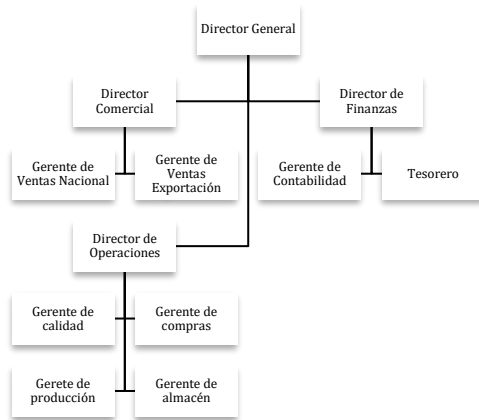 Director General
Director
Comercial
Director de
Finanzas
Gerente de
Ventas Nacional
Gerente de
Ventas
Exportación
Gerente de
Contabilidad
Tesorero
Director de
Operaciones
Gerente de
calidad
Gerente de
compras
Gerete de
producción
Gerente de
almacén